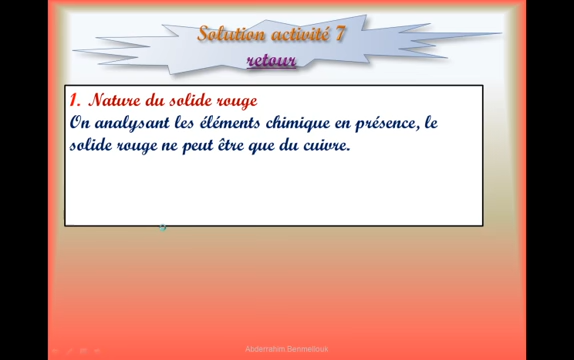 Solution activité 7
retour
1. Nature du solide rouge
On analysant les éléments chimique en présence, le
solide rouge ne peut être que du cuivre.
Abderrahim Benniellouk